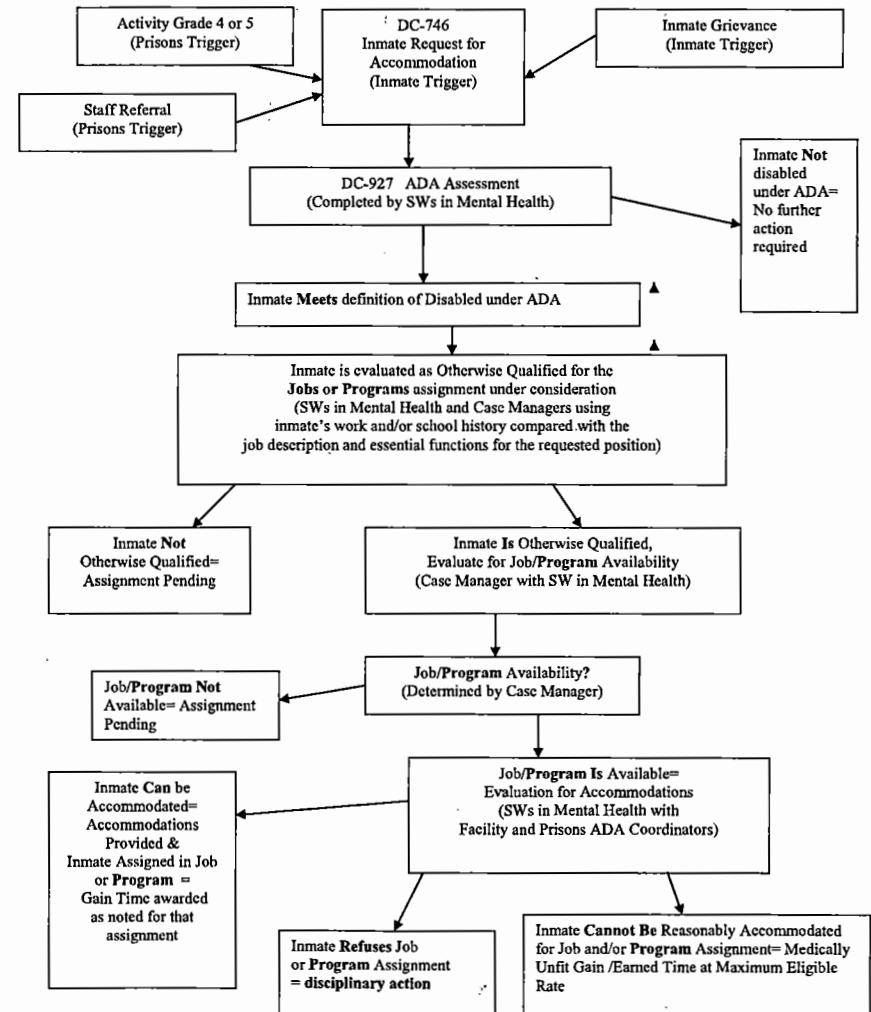 Activity Grade 4 or 5
(Prisons Trigger)
DC-746
Inmate Request for
Accommodation
(Inmate Trigger)
Inmate Grievance
(Inmate Trigger)
Staff Referral
(Prisons Trigger)
Inmate Not
disabled
under ADA=
No further
action
required
DC-927 ADA Assessment
(Completed by SWs in Mental Health)
Inmate Meets definition of Disabled under ADA
Inmate is evaluated as Otherwise Qualified for the
Jobs or Programs assignment under consideration
(SWs in Mental Health and Case Managers using
inmate's work and/or school history compared with the
job description and essential functions for the requested position)
Inmate Not
Otherwise Qualified=
Assignment Pending
Inmate Is Otherwise Qualified,
Evaluate for Job/Program Availability
(Case Manager with SW in Mental Health)
Job/Program Availability?
(Determined by Case Manager)
Job/Program Not
Available= Assignment
Pending
Job/Program Is Available=
Evaluation for Accommodations
(SWs in Mental Health with
Facility and Prisons ADA Coordinators)
Inmate Can be
Accommodated=
Accommodations
Provided &
Inmate Assigned in Job
or Program =
Gain Time awarded
as noted for that
assignment
Inmate Refuses Job
or Program Assignment
= disciplinary action
Inmate Cannot Be Reasonably Accommodated
for Job and/or Program Assignment= Medically
Unfit Gain /Earned Time at Maximum Eligible
Rate